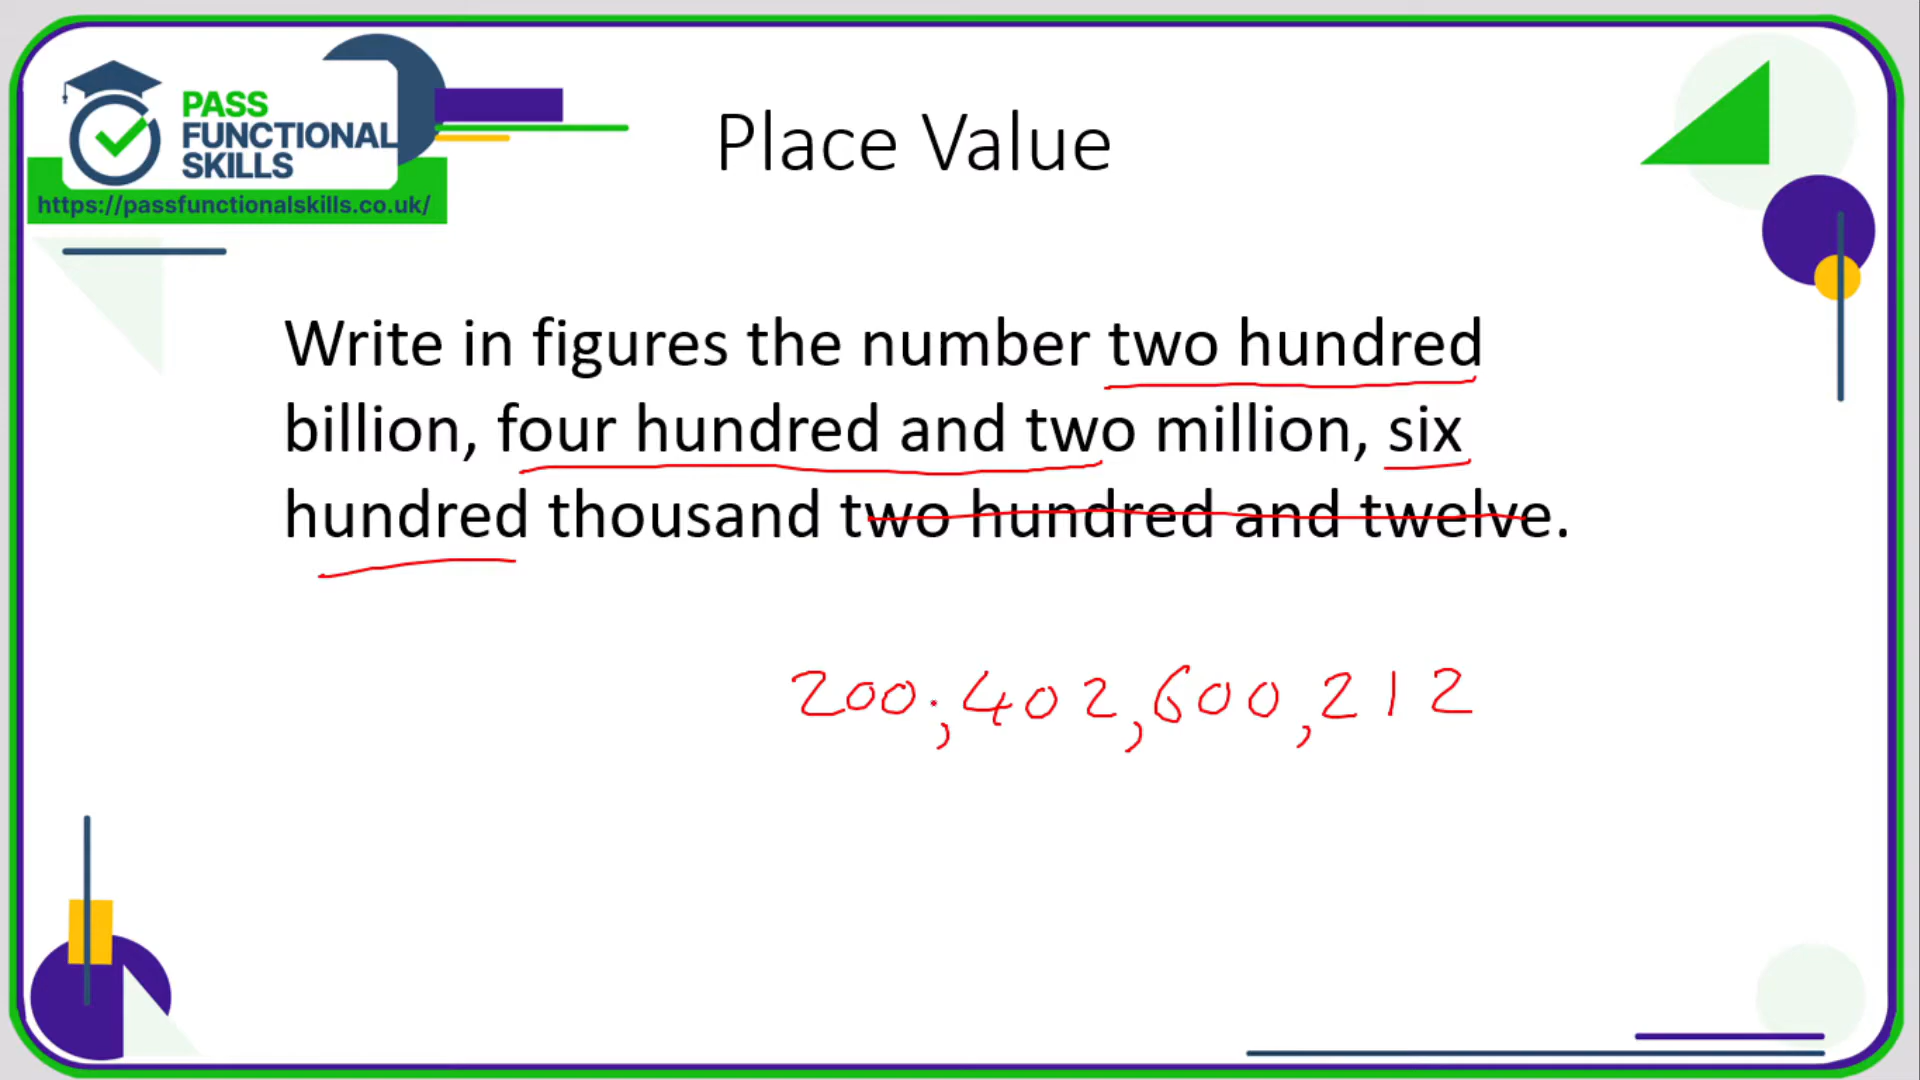 PASS
FUNCTIONAL
SKILLS
https://passfunctionalskills.co.uk/
Place Value
Write in figures the number two hundred
billion, four hundred and two million, six
hundred thousand two hundred and twelve.
200,402,600,212